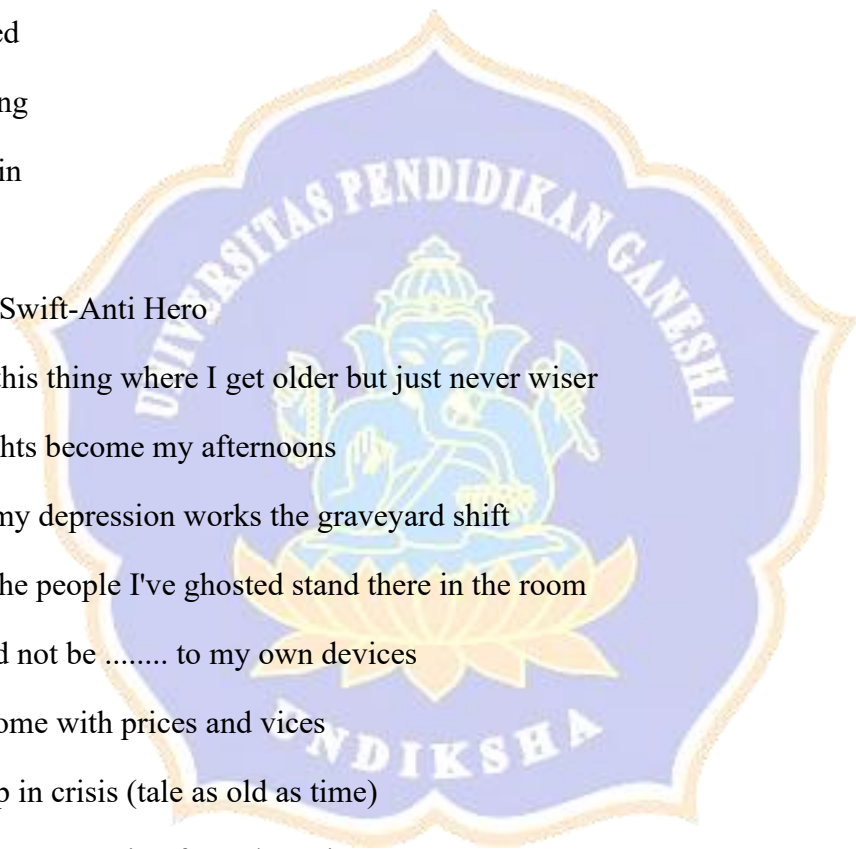 ed
ng
in
UNIVERSITAS PENDIDIKAN GANESHA
Swift-Anti Hero
this thing where I get older but just never wiser
hts become my afternoons
my depression works the graveyard shift
he people I've ghosted stand there in the room
d not be ........ to my own devices
ome with prices and vices
UNDIKSHA
p in crisis (tale as old as time)